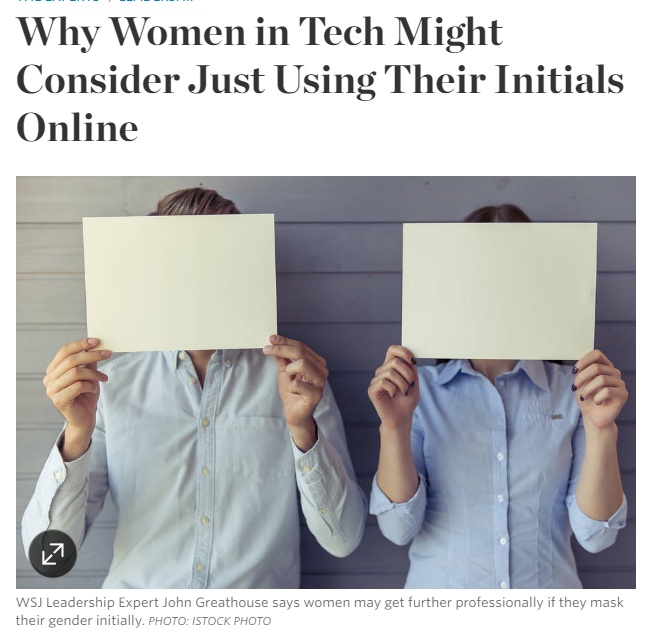 Why Women in Tech Might
Consider Just Using Their Initials
Online
WSJ Leadership Expert John Greathouse says women may get further professionally if they mask
their gender initially. PHOTO: ISTOCK PHOTO